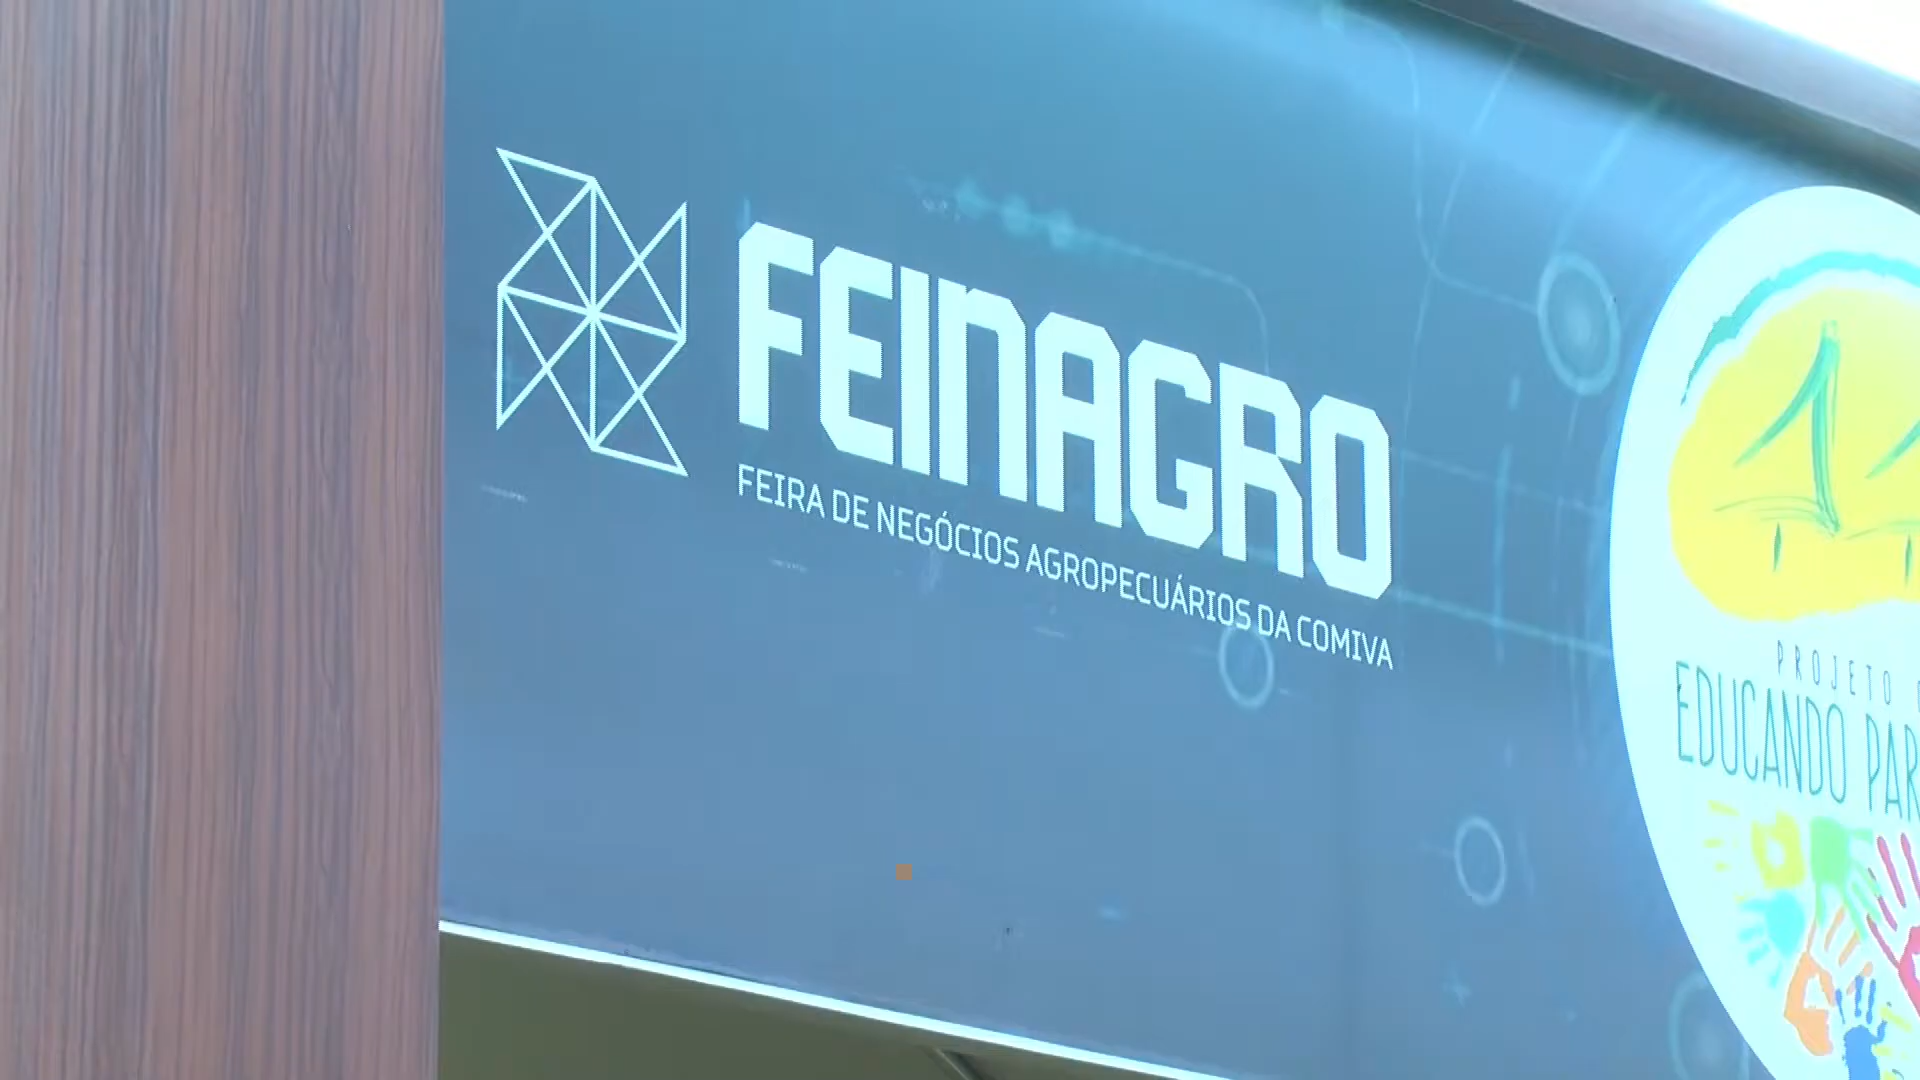 FEINAGRO
FEIRA DE NEGÓCIOS AGROPECUÁRIOS DA COMIVA
PROJETO
EDUCANDO PAR